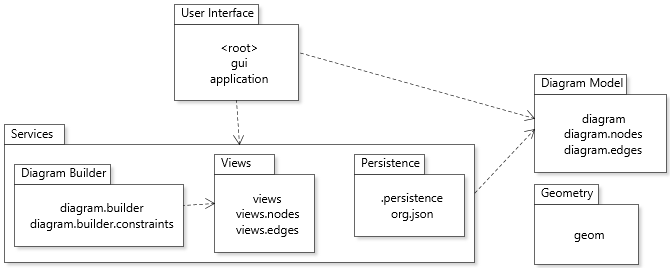 User Interface
<root>
gui
application
Diagram Model
diagram
diagram.nodes
diagram.edges
Services
Diagram Builder
diagram.builder
diagram.builder.constraints
Views
views
views.nodes
views.edges
Persistence
.persistence
org.json
Geometry
geom